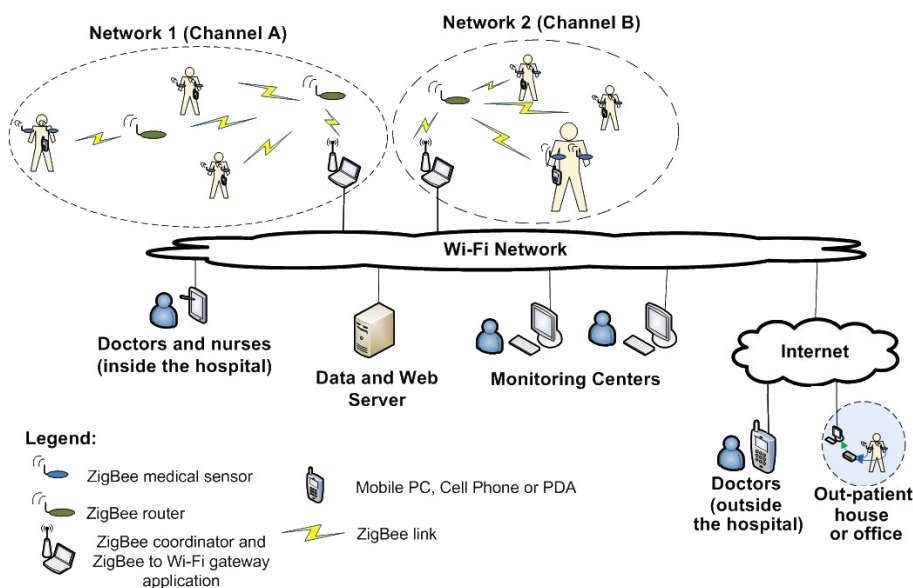 Network 1 (Channel A)
Network 2 (Channel B)
Wi-Fi Network
Doctors and nurses
(inside the hospital)
Data and Web
Server
Monitoring Centers
Internet
Doctors
(outside
the hospital)
Out-patient
house
or office
Legend:
ZigBee medical sensor
ZigBee router
ZigBee coordinator and
ZigBee to Wi-Fi gateway
application
Mobile PC, Cell Phone or PDA
ZigBee link